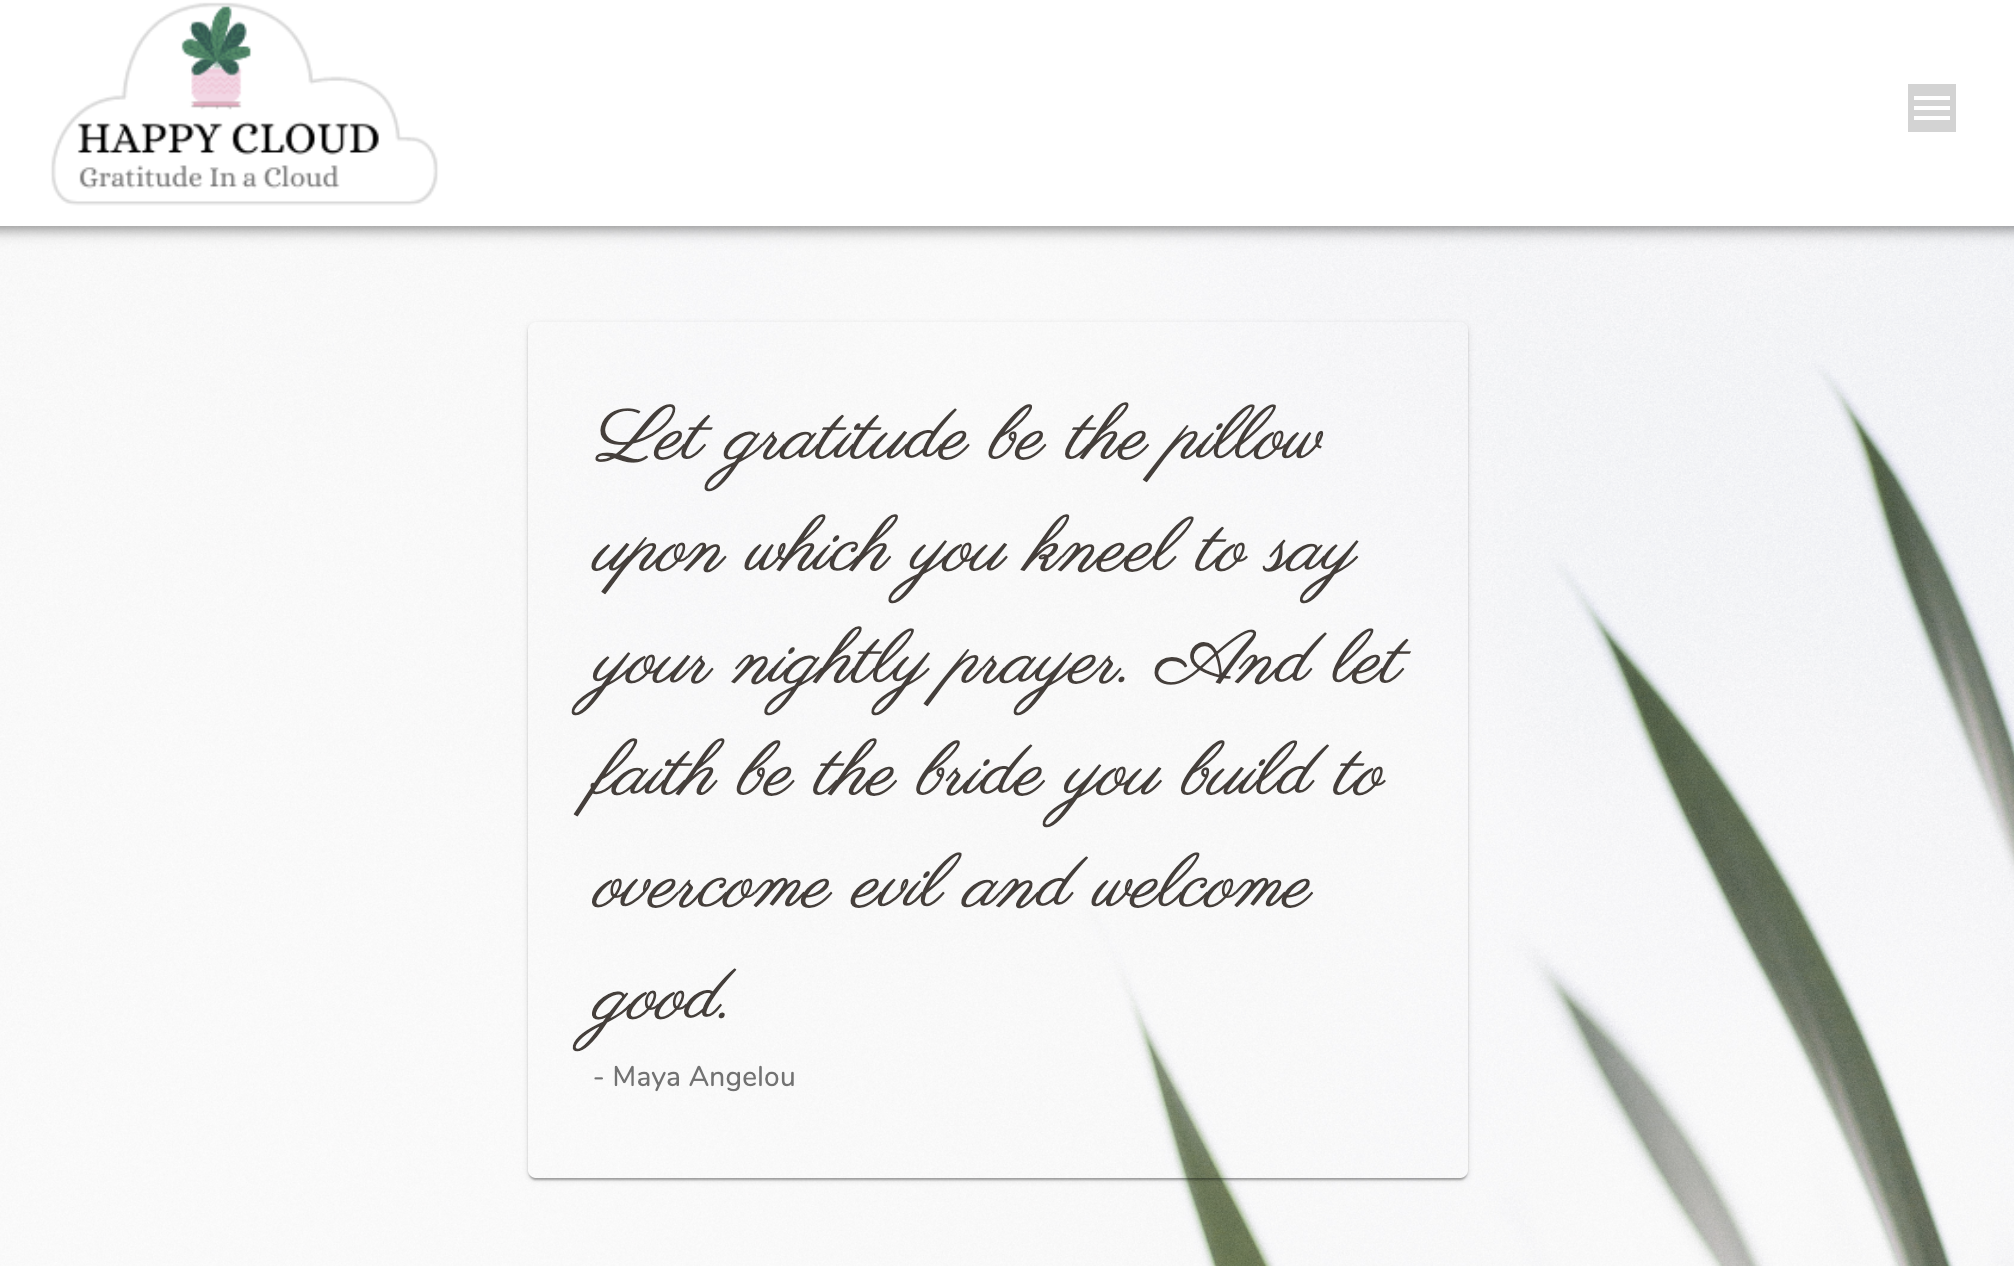 HAPPY CLOUD
Gratitude In a Cloud
Let gratitude be the pillow
upon which you kneel to say
your nightly prayer. And let
faith be the bride you build to
overcome evil and welcome
good.
- Maya Angelou